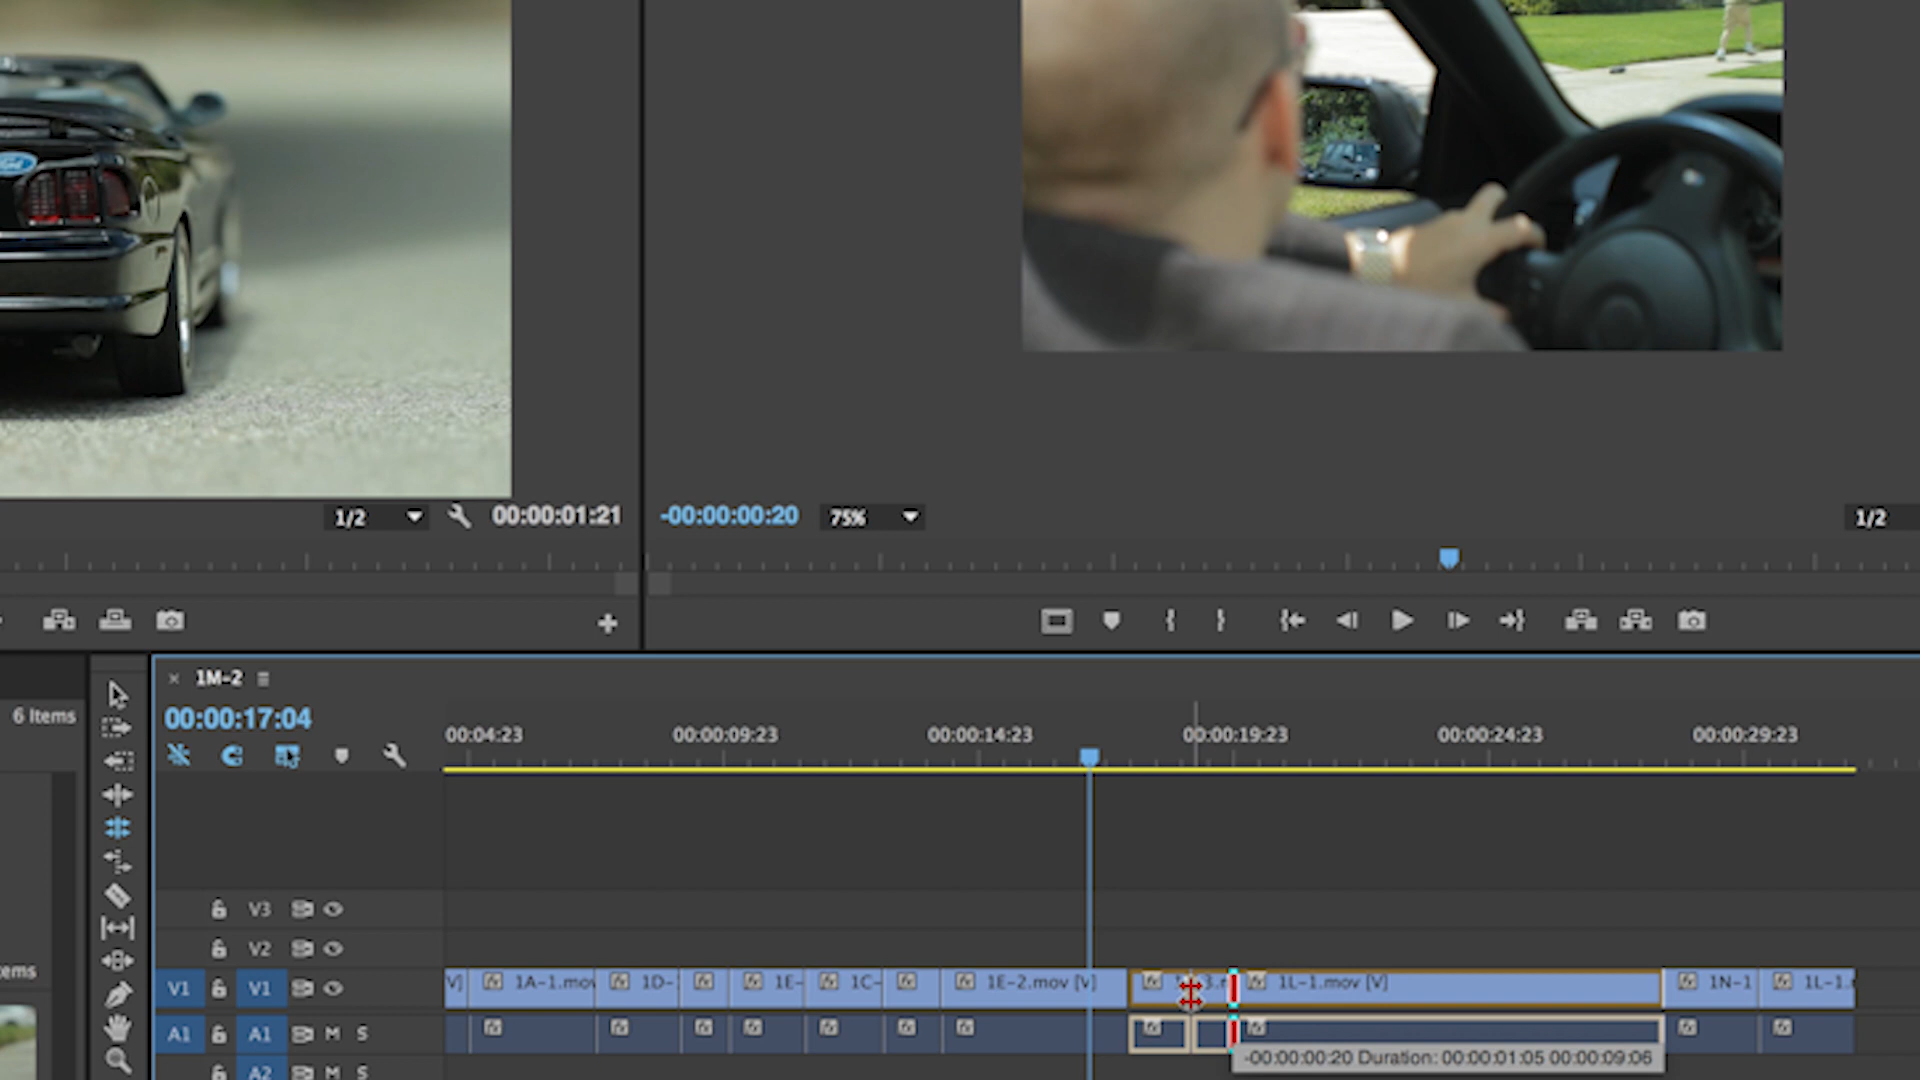 Ford
1/2 00:00:01:21 -00:00:00:20 75% 1/2
1M-2
6 Items
00:00:17:04
00:04:23 00:00:09:23 00:00:14:23 00:00:19:23 00:00:24:23 00:00:29:23
V3
V2
V] 1A-1.mov 1D- 1E- 1C- 1E-2.mov [V] 1L-1.mov [V] 1N-1 1L-1.
V1 V1
A1 A1 M S
-00:00:00:20 Duration: 00:00:01:05 00:00:09:06
A2 M S